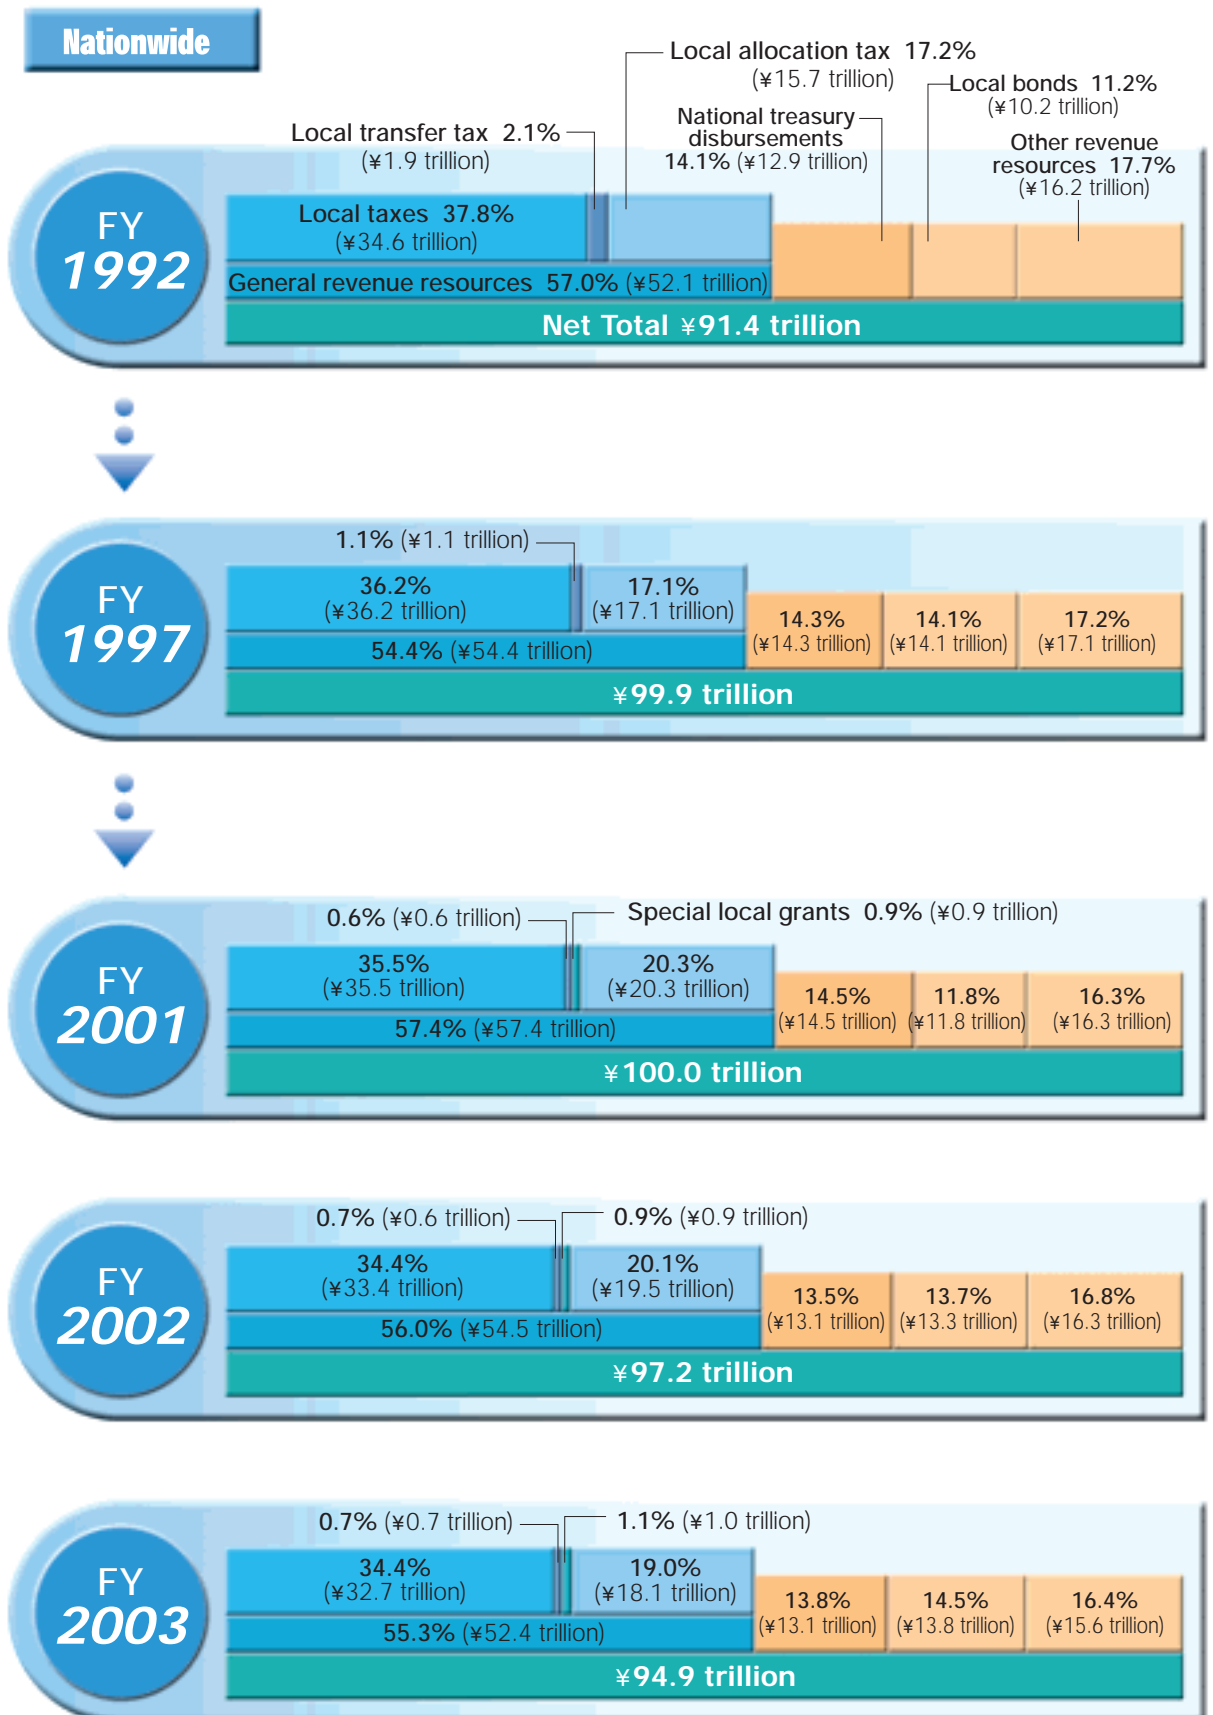 Nationwide
Local allocation tax 17.2%
(¥15.7 trillion)
Local bonds 11.2%
(¥10.2 trillion)
National treasury
disbursements
14.1% (¥12.9 trillion)
Local transfer tax 2.1%
(¥1.9 trillion)
Other revenue
resources 17.7%
(¥16.2 trillion)
FY
1992
Local taxes 37.8%
(¥34.6 trillion)
General revenue resources 57.0% (¥52.1 trillion)
Net Total ¥91.4 trillion
1.1% (¥1.1 trillion)
FY
1997
36.2%
(¥36.2 trillion)
17.1%
(¥17.1 trillion)
14.3%
(¥14.3 trillion)
14.1%
(¥14.1 trillion)
17.2%
(¥17.1 trillion)
54.4% (¥54.4 trillion)
¥99.9 trillion
0.6% (¥0.6 trillion)
Special local grants 0.9% (¥0.9 trillion)
FY
2001
35.5%
(¥35.5 trillion)
20.3%
(¥20.3 trillion)
14.5%
(¥14.5 trillion)
11.8%
(¥11.8 trillion)
16.3%
(¥16.3 trillion)
57.4% (¥57.4 trillion)
¥100.0 trillion
0.7% (¥0.6 trillion)
0.9% (¥0.9 trillion)
FY
2002
34.4%
(¥33.4 trillion)
20.1%
(¥19.5 trillion)
13.5%
(¥13.1 trillion)
13.7%
(¥13.3 trillion)
16.8%
(¥16.3 trillion)
56.0% (¥54.5 trillion)
¥97.2 trillion
0.7% (¥0.7 trillion)
1.1% (¥1.0 trillion)
FY
2003
34.4%
(¥32.7 trillion)
19.0%
(¥18.1 trillion)
13.8%
(¥13.1 trillion)
14.5%
(¥13.8 trillion)
16.4%
(¥15.6 trillion)
55.3% (¥52.4 trillion)
¥94.9 trillion